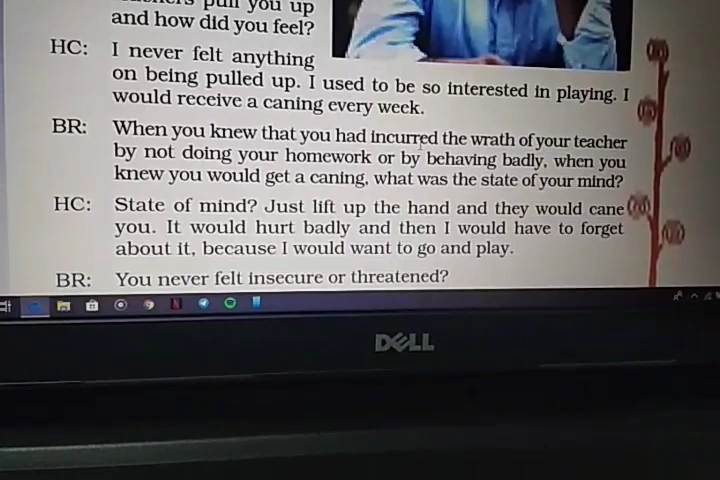 pull you up
and how did you feel?
HC: I never felt anything
on being pulled up. I used to be so interested in playing. I
would receive a caning every week.
BR: When you knew that you had incurred the wrath of your teacher
by not doing your homework or by behaving badly, when you
knew you would get a caning, what was the state of your mind?
HC: State of mind? Just lift up the hand and they would cane
you. It would hurt badly and then I would have to forget
about it, because I would want to go and play.
BR: You never felt insecure or threatened?
DELL